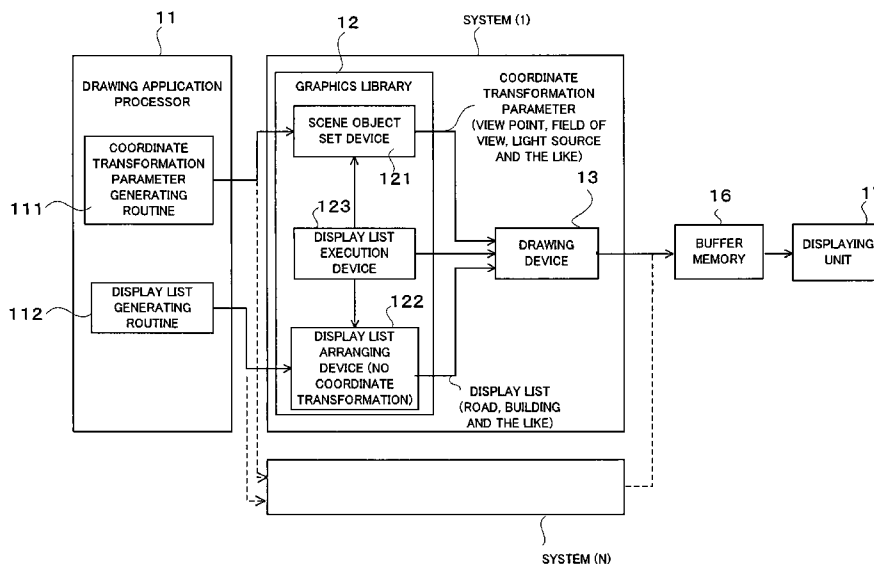 11
DRAWING APPLICATION
PROCESSOR
COORDINATE
TRANSFORMATION
PARAMETER
GENERATING
ROUTINE
111
DISPLAY LIST
GENERATING
ROUTINE
112
SYSTEM (1)
12
GRAPHICS LIBRARY
SCENE OBJECT
SET DEVICE
121
123
DISPLAY LIST
EXECUTION
DEVICE
122
DISPLAY LIST
ARRANGING
DEVICE (NO
COORDINATE
TRANSFORMATION)
COORDINATE
TRANSFORMATION
PARAMETER
(VIEW POINT, FIELD OF
VIEW, LIGHT SOURCE
AND THE LIKE)
13
DRAWING
DEVICE
DISPLAY LIST
(ROAD, BUILDING
AND THE LIKE)
16
BUFFER
MEMORY
DISPLAYING
UNIT
SYSTEM (N)